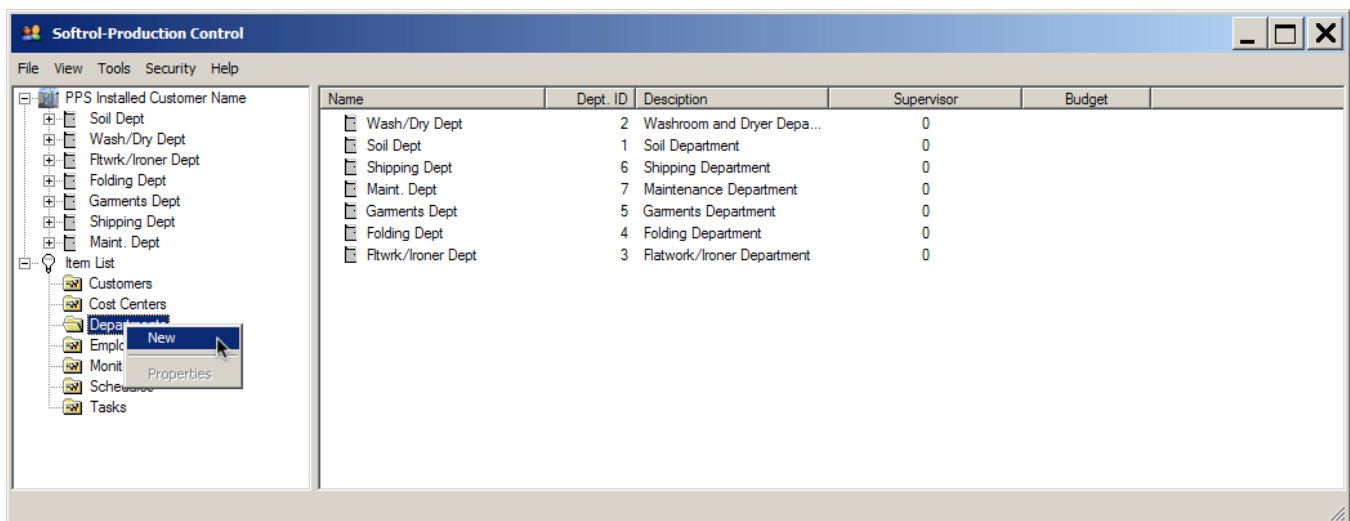 Softrol-Production Control
File View Tools Security Help
PPS Installed Customer Name
Soil Dept
Wash/Dry Dept
Fltwrk/Ironer Dept
Folding Dept
Garments Dept
Shipping Dept
Maint. Dept
Item List
Customers
Cost Centers
New
Properties
Tasks
Name Dept. ID Desciption Supervisor Budget
Wash/Dry Dept 2 Washroom and Dryer Depa... 0
Soil Dept 1 Soil Department 0
Shipping Dept 6 Shipping Department 0
Maint. Dept 7 Maintenance Department 0
Garments Dept 5 Garments Department 0
Folding Dept 4 Folding Department 0
Fltwrk/Ironer Dept 3 Flatwork/Ironer Department 0